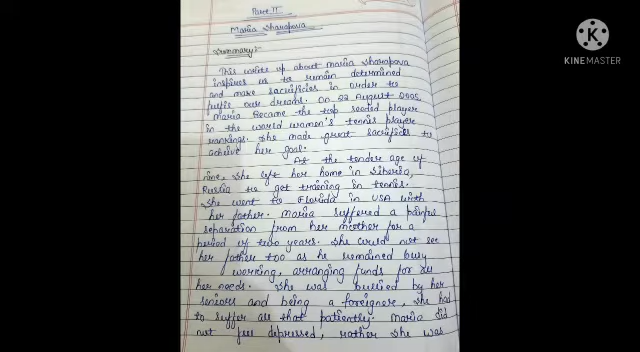 Part II
Maria Sharapova
Summary:-
This write up about Maria Sharapova
inspires us to remain determined
and make sacrificies in order to
fulfil our dreams. On 22 August 2005,
Maria Became the top seeded player
in the world women's tennis player
rankings. She made great sacrifices to
acheive her goal.
At the tender age of
nine, she left her home in Siberia,
Russia to get training in tennis.
She went to Florida in USA with
her father. Maria suffered a painful
separation from her mother for a
period of two years. She could not see
her father too as he remained busy
working, arranging funds for all
her needs. She was bullied by her
seniors and being a foreigner, she had
to suffer all that patiently. Maria did
not feel depressed, rather she was
KINEMASTER